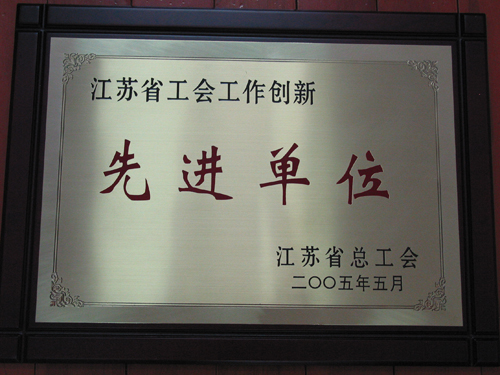 江苏省工会工作创新
先进单位
江苏省总工会
二〇〇五年五月